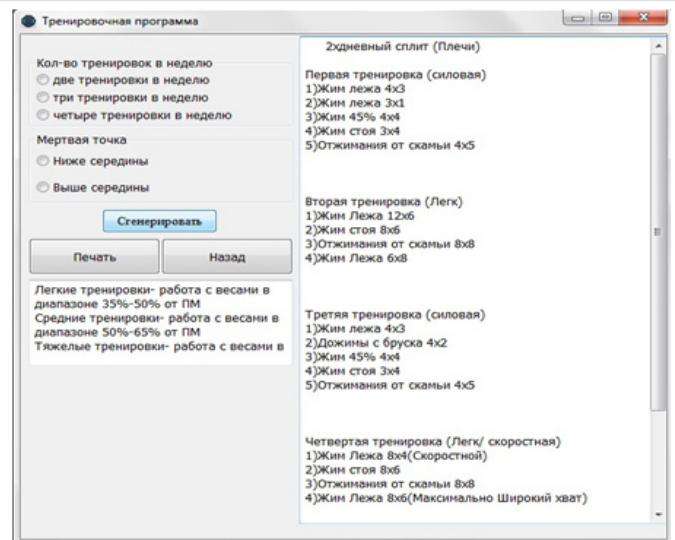 Тренировочная программа
Кол-во тренировок в неделю
две тренировки в неделю
три тренировки в неделю
четыре тренировки в неделю
Мертвая точка
Ниже середины
Выше середины
Сгенерировать
Печать
Назад
Легкие тренировки- работа с весами в
диапазоне 35%-50% от ПМ
Средние тренировки- работа с весами в
диапазоне 50%-65% от ПМ
Тяжелые тренировки- работа с весами в
2хдневный сплит (Плечи)
Первая тренировка (силовая)
1)Жим лежа 4х3
2)Жим лежа 3х1
3)Жим 45% 4х4
4)Жим стоя 3х4
5)Отжимания от скамьи 4х5
Вторая тренировка (Легк)
1)Жим Лежа 12х6
2)Жим стоя 8х6
3)Отжимания от скамьи 8х8
4)Жим Лежа 6х8
Третяя тренировка (силовая)
1)Жим лежа 4х3
2)Дожимы с бруска 4х2
3)Жим 45% 4х4
4)Жим стоя 3х4
5)Отжимания от скамьи 4х5
Четвертая тренировка (Легк/ скоростная)
1)Жим Лежа 8х4(Скоростной)
2)Жим стоя 8х6
3)Отжимания от скамьи 8х8
4)Жим Лежа 8х6(Максимально Широкий хват)